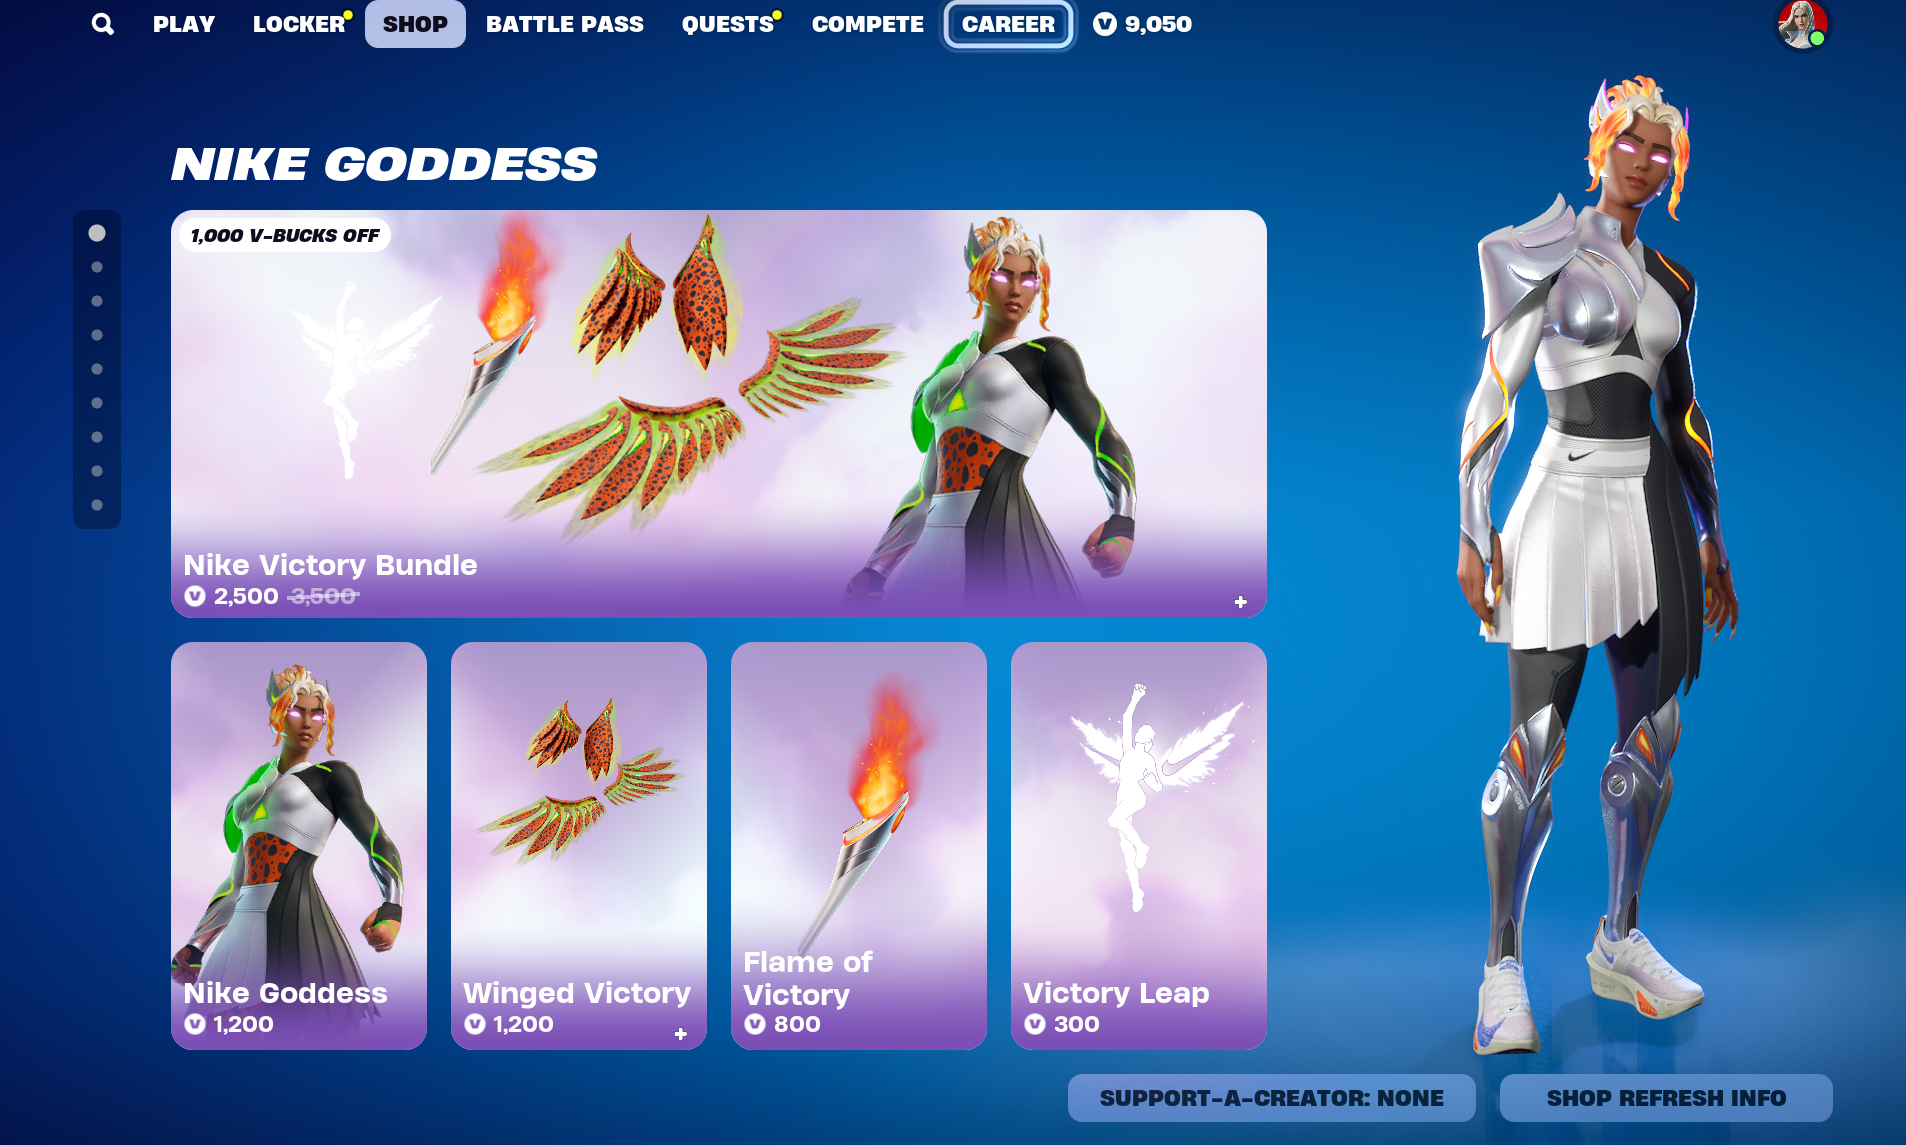 PLAY
LOCKER
SHOP
BATTLE PASS
QUESTS
COMPETE
CAREER
9,050
NIKE GODDESS
1,000 V-BUCKS OFF
Nike Victory Bundle
2,500 3,500
Nike Goddess
1,200
Winged Victory
1,200
Flame of
Victory
800
Victory Leap
300
SUPPORT-A-CREATOR: NONE
SHOP REFRESH INFO